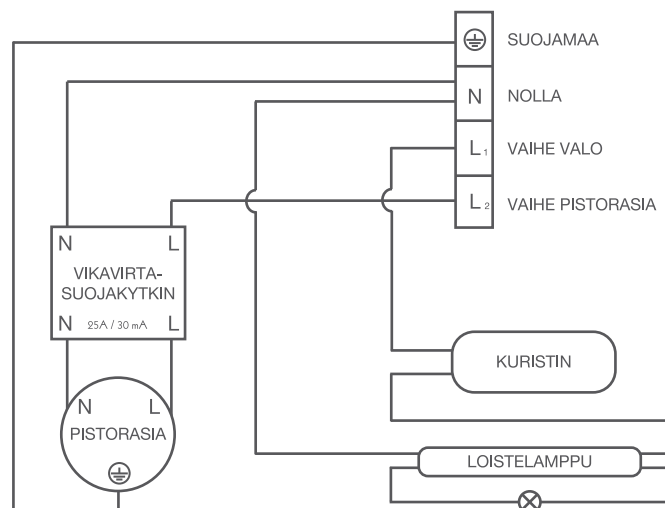 SUOJAMAA
N NOLLA
L1 VAIHE VALO
L2 VAIHE PISTORASIA
N L
VIKAVIRTA-
SUOJAKYTKIN
N 25A / 30 mA L
KURISTIN
N L
PISTORASIA
LOISTELAMPPU